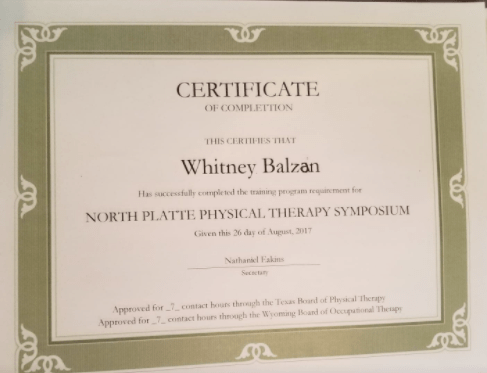 CERTIFICATE
OF COMPLETTION
THIS CERTIFIES THAT
Whitney Balzan
Has successfully completed the training program requirement for
NORTH PLATTE PHYSICAL THERAPY SYMPOSIUM
Given this 26 day of August, 2017
Nathaniel Eakins
Secretary
Approved for _7_ contact hours through the Texas Board of Physical Therapy
Approved for _7_ contact hours through the Wyoming Board of Occupational Therapy